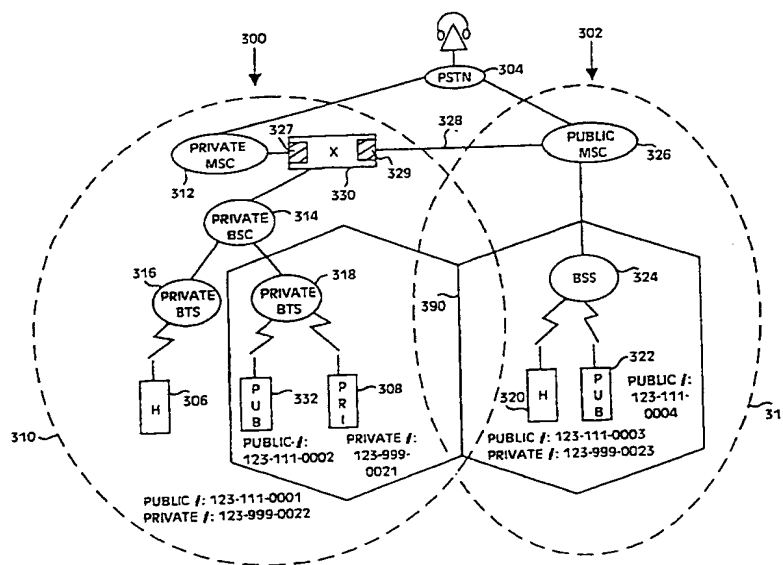 300
302
PSTN
304
327
328
PRIVATE
MSC
X
329
PUBLIC
MSC
312
330
326
PRIVATE
BSC
314
316
318
PRIVATE
BTS
PRIVATE
BTS
390
BSS
324
H
306
PUB
332
PRI
308
320
H
PUB
322
PUBLIC #:
123-111-
0004
310
31
PUBLIC #:
123-111-0002
PRIVATE #:
123-999-
0021
PUBLIC #: 123-111-0003
PRIVATE #: 123-999-0023
PUBLIC #: 123-111-0001
PRIVATE #: 123-999-0022